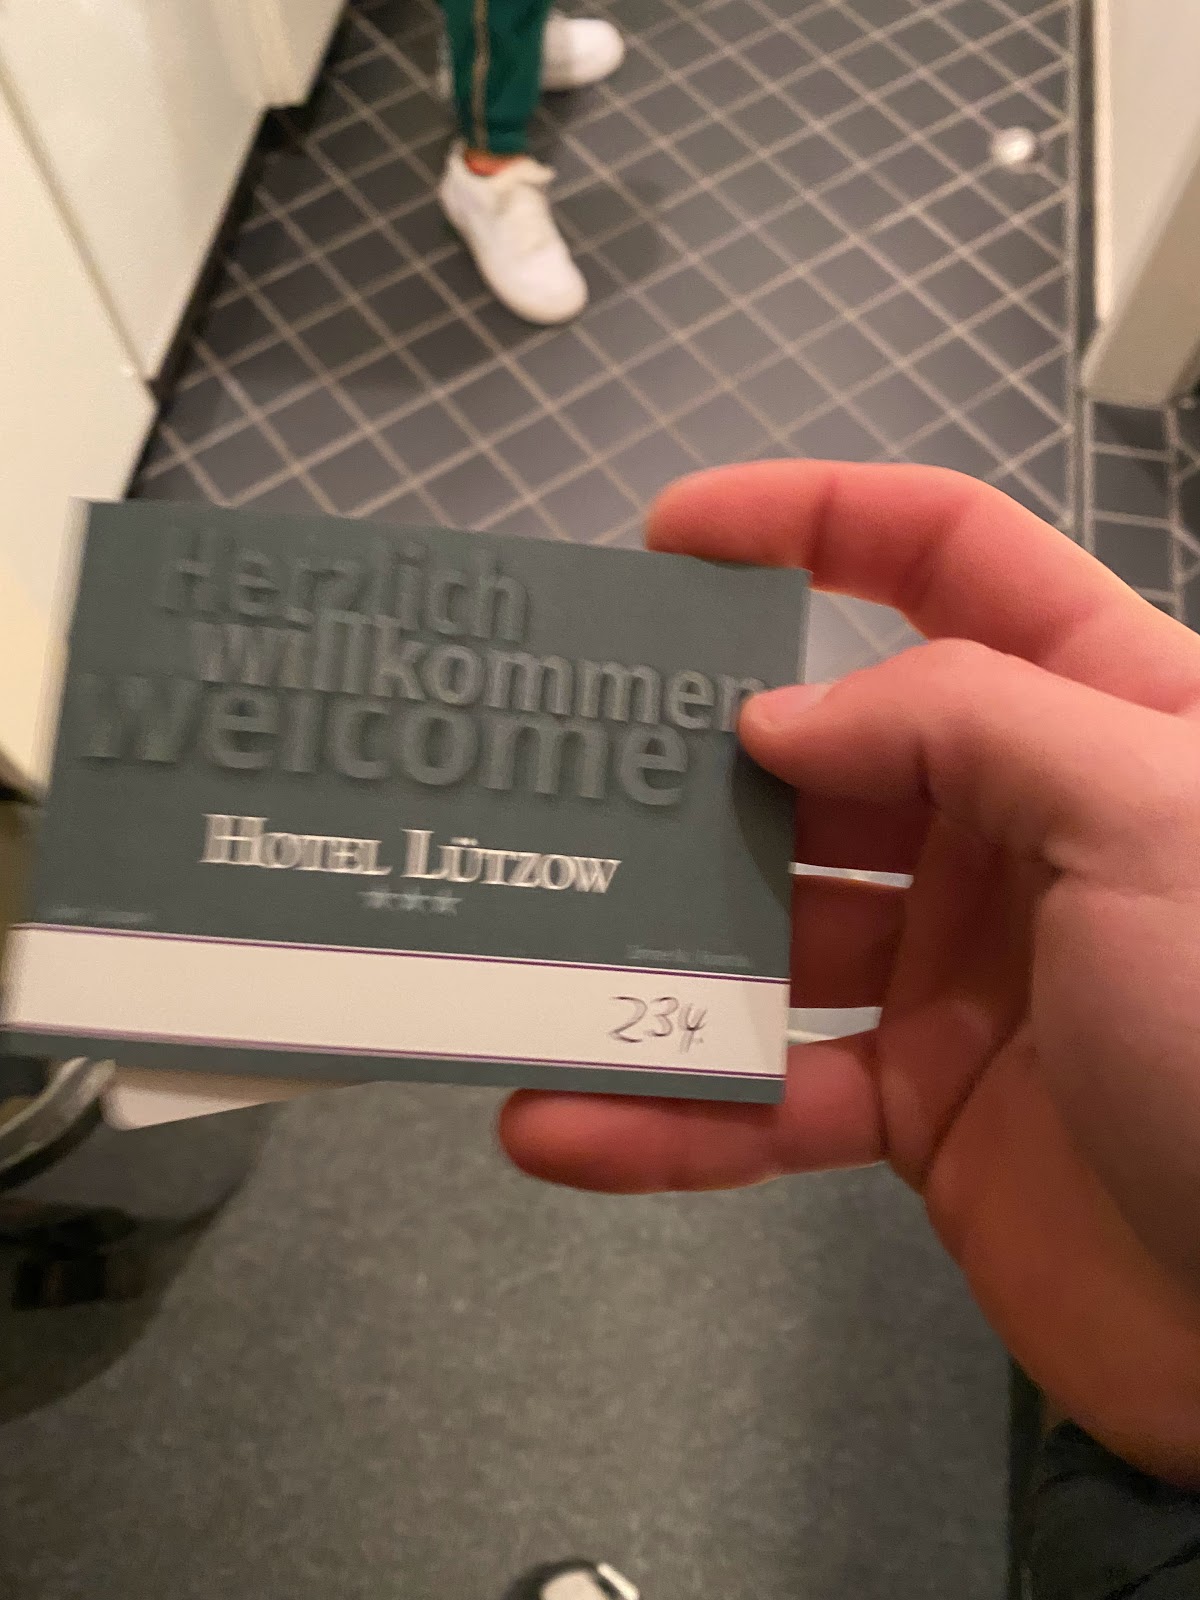 Herzlich
willkommen
Welcome
HOTEL LÜTZOW
***
234.